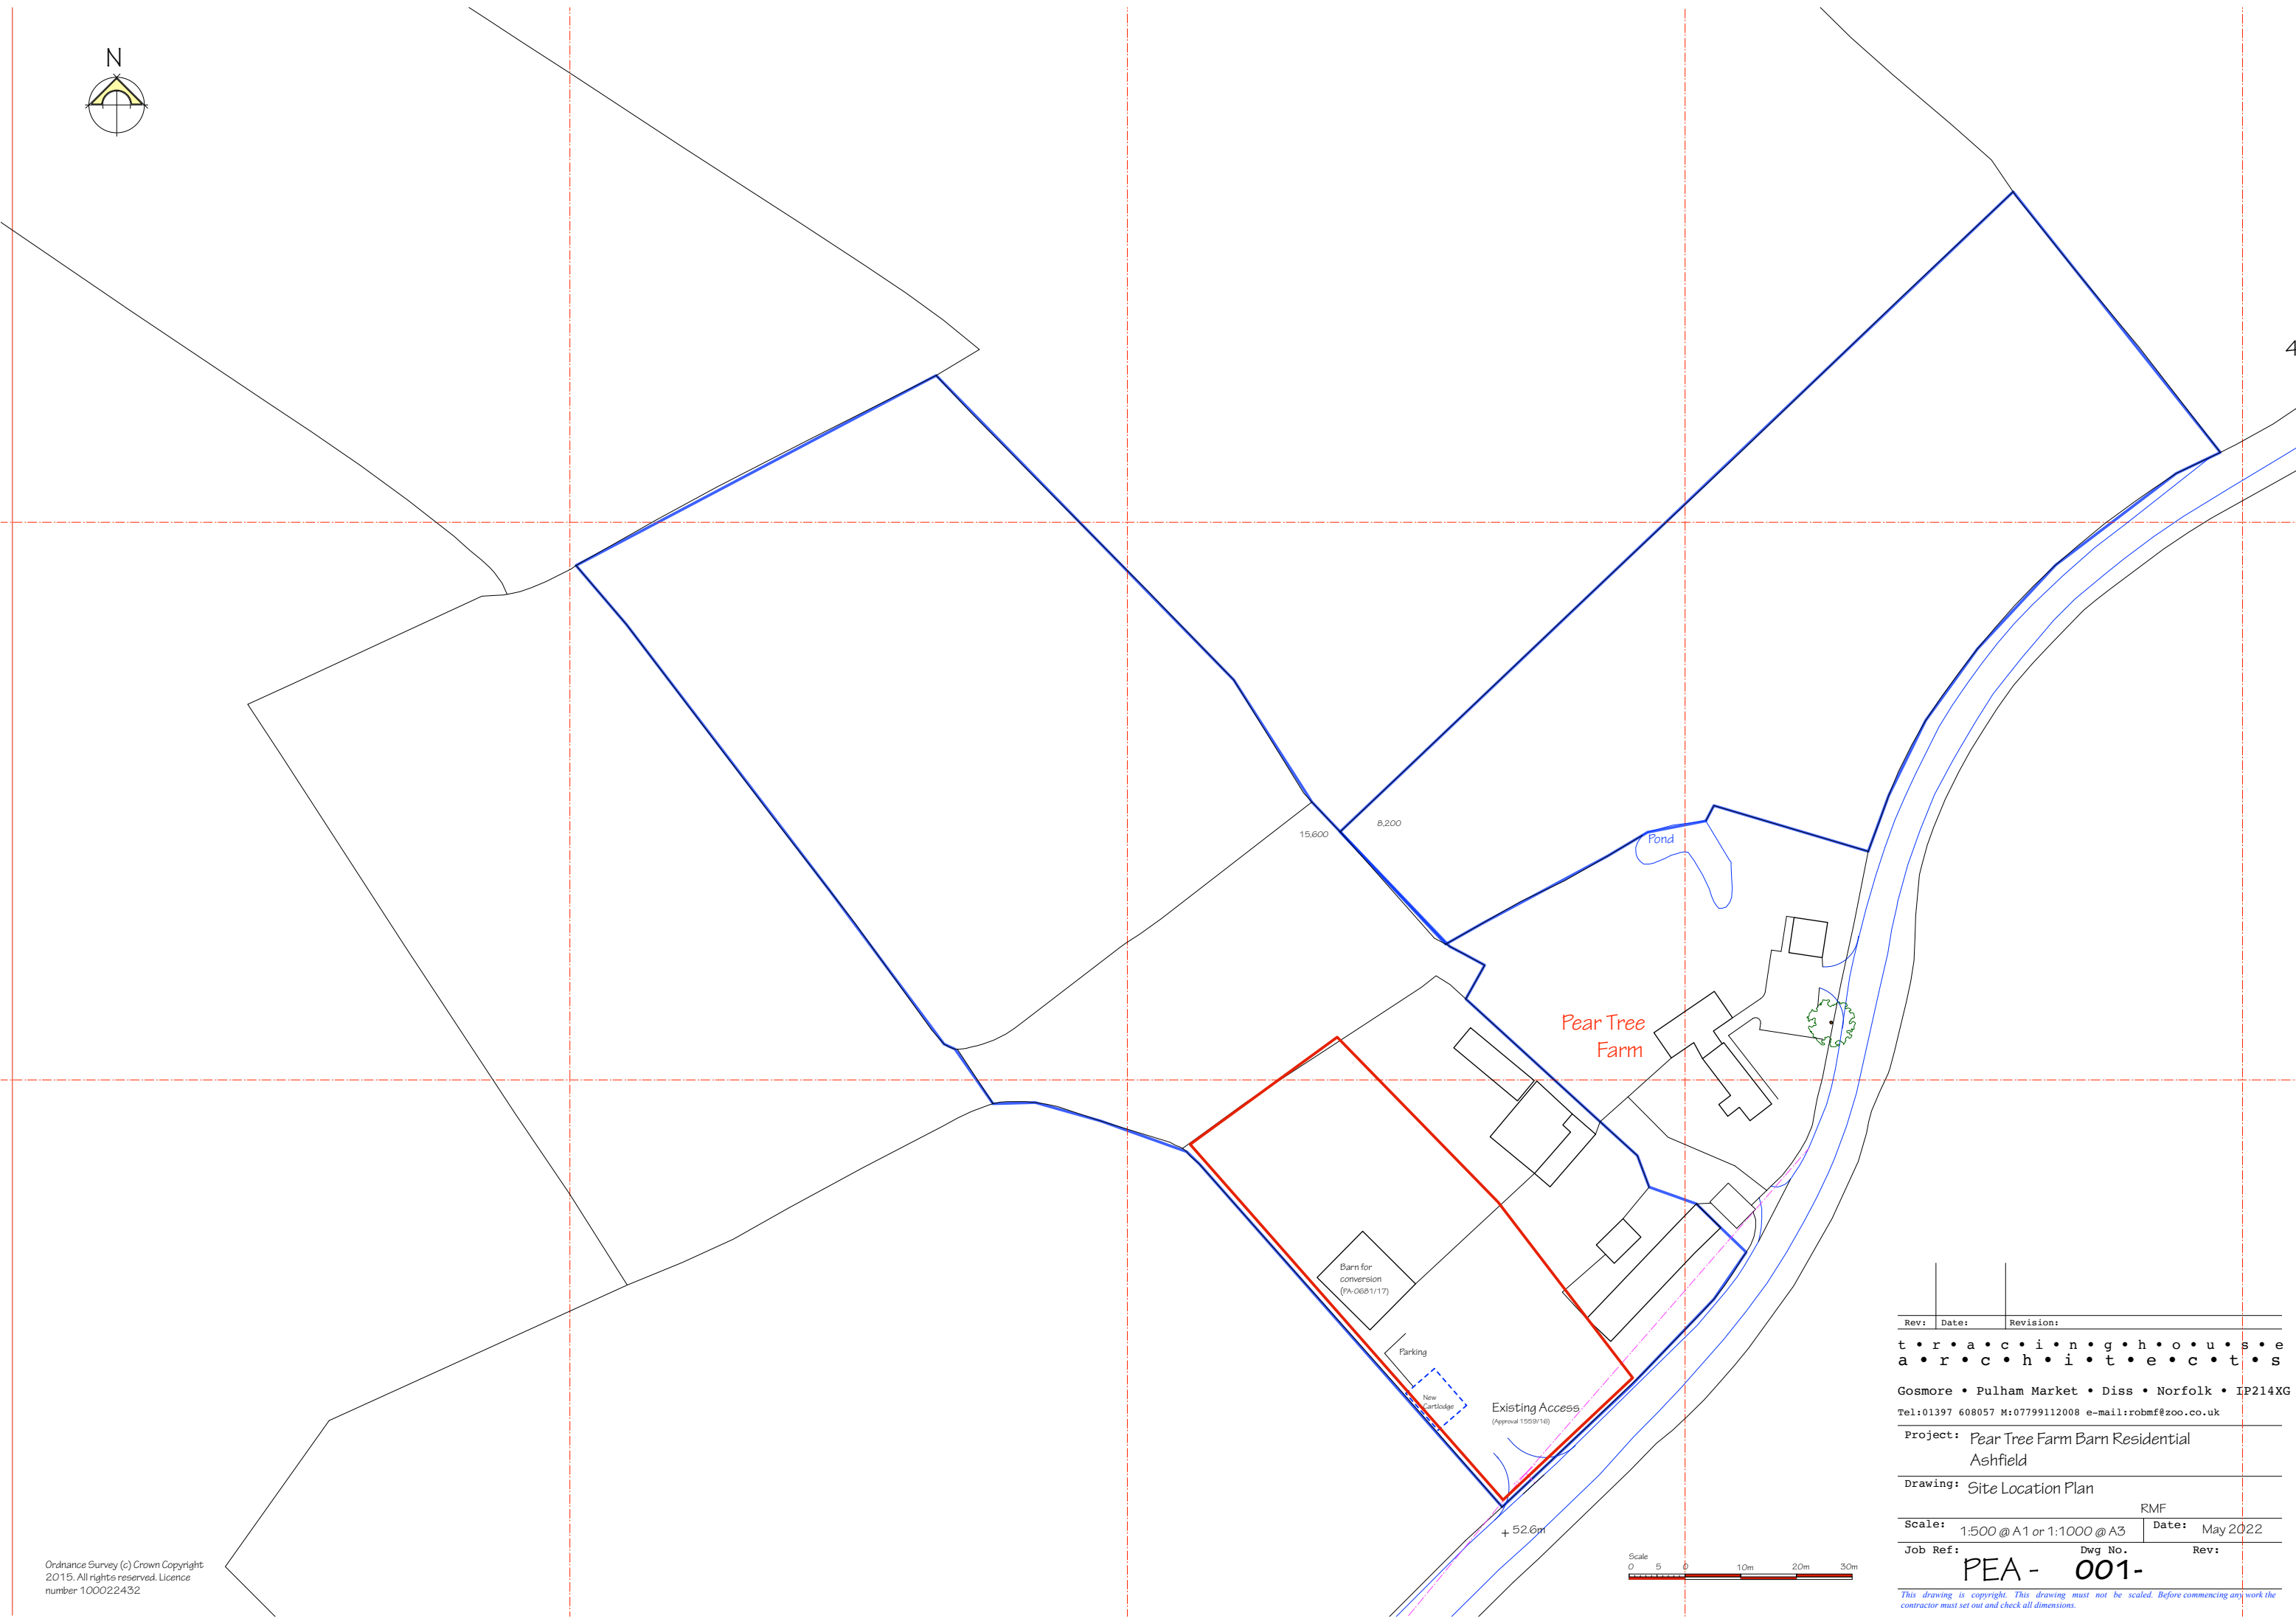 N
4
15,600
8,200
Pond
Pear Tree
Farm
Barn for
conversion
(PA-0681/17)
Parking
New
Cartlodge
Existing Access
(Approval 1559/16)
52.6m
Ordnance Survey (c) Crown Copyright
2015. All rights reserved. Licence
number 100022432
Scale
0 5 0 10m 20m 30m
Rev: Date: Revision:
t • r • a • c • i • n • g • h • o • u • s • e
a • r • c • h • i • t • e • c • t • s
Gosmore • Pulham Market • Diss • Norfolk • IP214XG
Tel:01397 608057 M:07799112008 e-mail:robmf@zoo.co.uk
Project: Pear Tree Farm Barn Residential
Ashfield
Drawing: Site Location Plan
RMF
Scale: 1:500 @ A1 or 1:1000 @ A3 Date: May 2022
Job Ref: Dwg No. Rev:
PEA - 001-
This drawing is copyright. This drawing must not be scaled. Before commencing any work the
contractor must set out and check all dimensions.